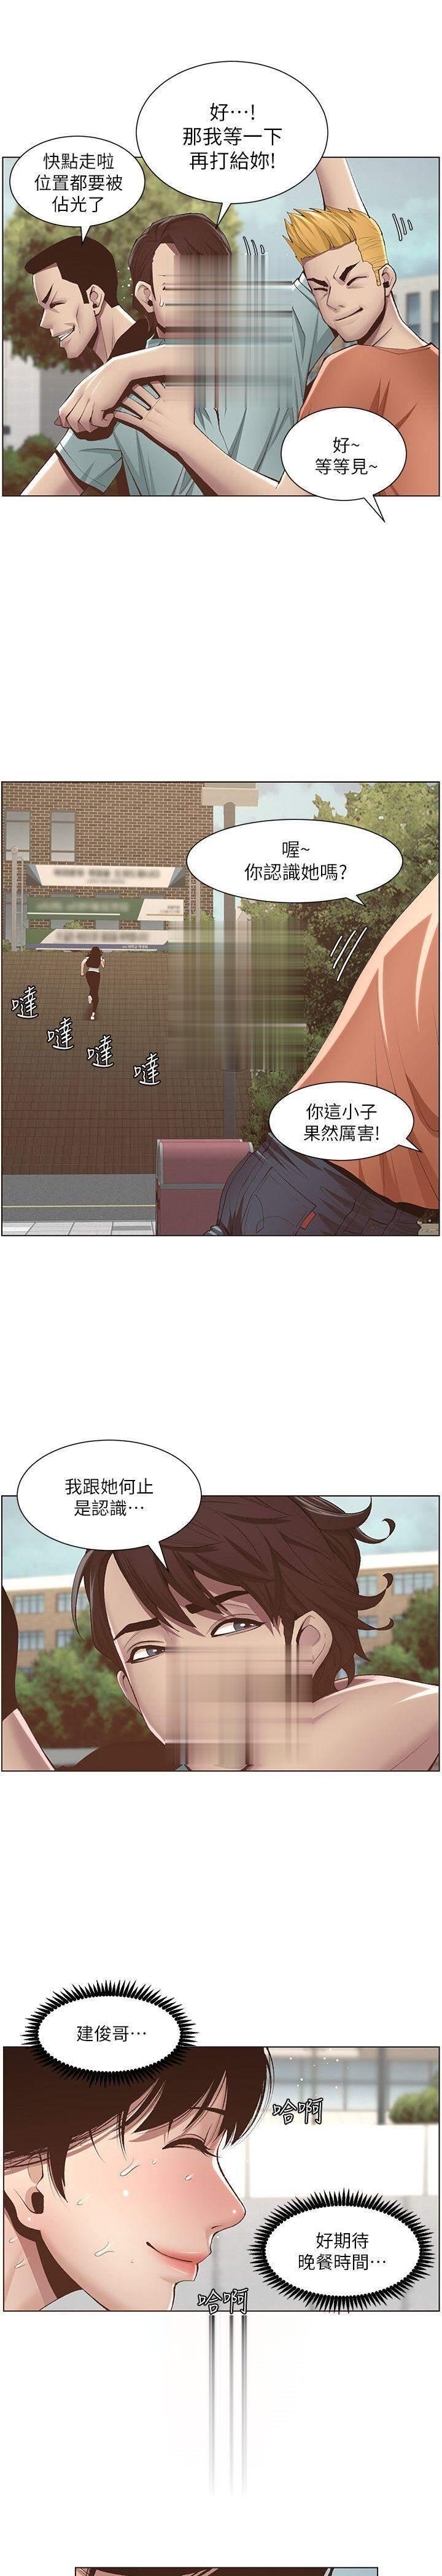 好⋯!
那我等一下
再打給妳!
快點走啦
位置都要被
佔光了
好~
等等見~
喔~
你認識她嗎?
噠
噠
噠
噠
你這小子
果然厲害!
我跟她何止
是認識⋯
建俊哥⋯
哈啊
好期待
晚餐時間⋯
哈啊